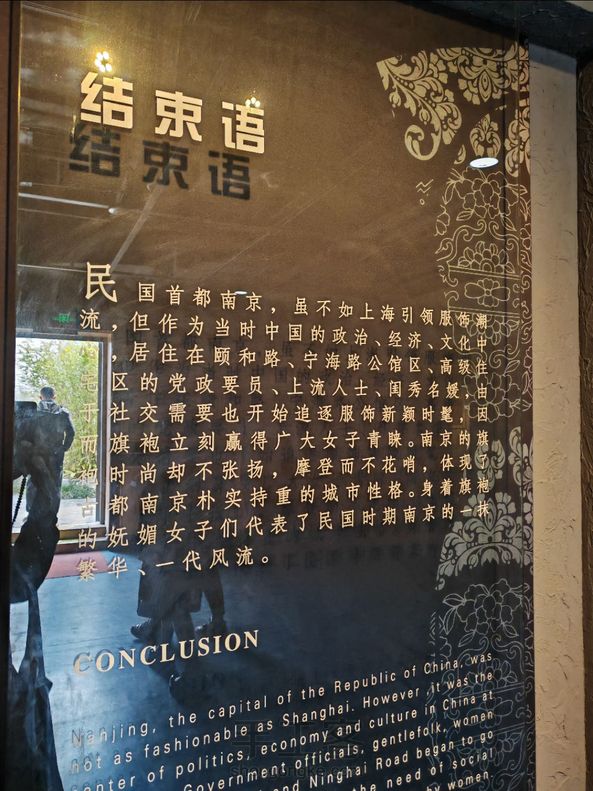 结束语
民国首都南京，虽不如上海引领服饰潮
流，但作为当时中国的政治、经济、文化中
，居住在颐和路、宁海路公馆区、高级住
宅区的党政要员、上流人士、闺秀名媛，由
于社交需要也开始追逐服饰新颖时髦，因
而旗袍立刻赢得广大女子青睐。南京的旗
袍时尚却不张扬，摩登而不花哨，体现了
都南京朴实持重的城市性格。身着旗袍
的妩媚女子们代表了民国时期南京的一抹
繁华、一代风流。
CONCLUSION
Nanjing, the capital of the Republic of China, was
not as fashionable as Shanghai. However, it was the
center of politics, economy and culture in China at
Government officials, gentlefolk, women
and Ninghai Road began to go
the need of social
by women